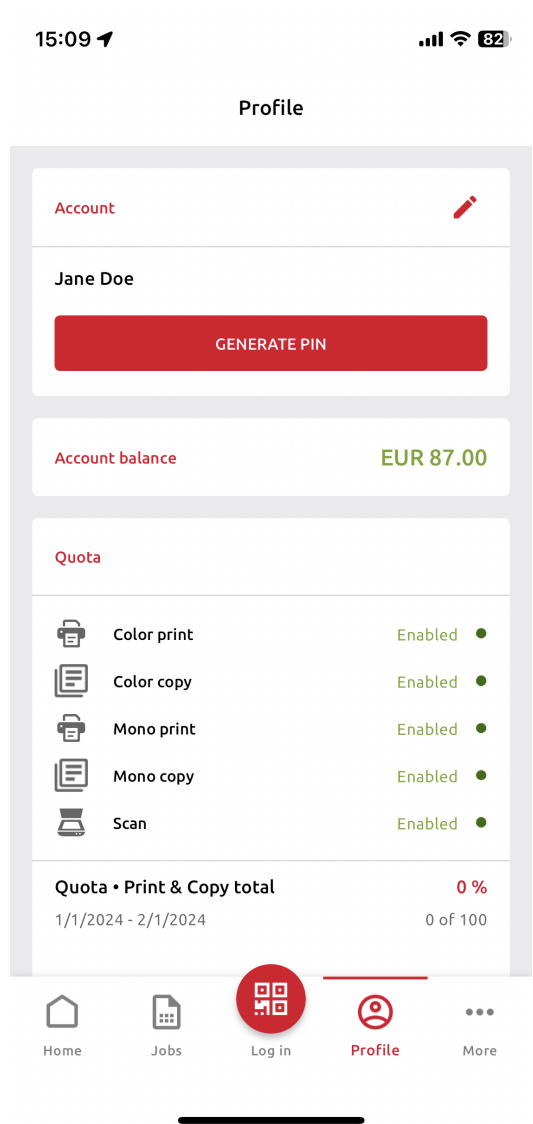 15:09
82
Profile
Account
Jane Doe
GENERATE PIN
Account balance EUR 87.00
Quota
Color print Enabled
Color copy Enabled
Mono print Enabled
Mono copy Enabled
Scan Enabled
Quota • Print & Copy total 0 %
1/1/2024 - 2/1/2024 0 of 100
Home Jobs Log in Profile More